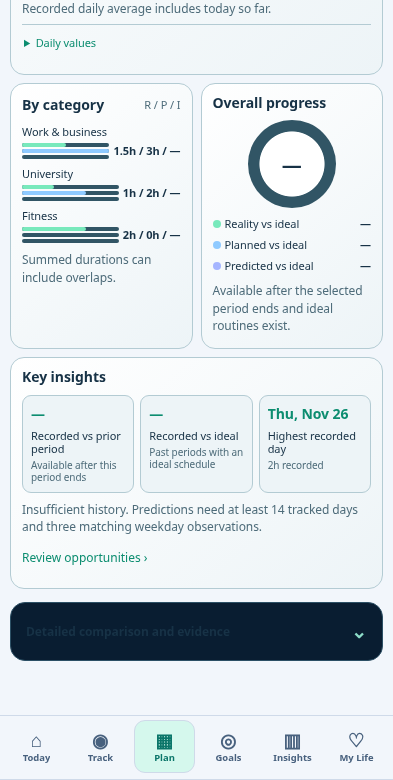 Recorded daily average includes today so far.
▶ Daily values
By category R / P / I
Work & business
1.5h / 3h / —
University
1h / 2h / —
Fitness
2h / 0h / —
Summed durations can
include overlaps.
Overall progress
—
Reality vs ideal —
Planned vs ideal —
Predicted vs ideal —
Available after the selected
period ends and ideal
routines exist.
Key insights
—
Recorded vs prior
period
Available after this
period ends
—
Recorded vs ideal
Past periods with an
ideal schedule
Thu, Nov 26
Highest recorded
day
2h recorded
Insufficient history. Predictions need at least 14 tracked days
and three matching weekday observations.
Review opportunities ›
Detailed comparison and evidence
Today Track Plan Goals Insights My Life